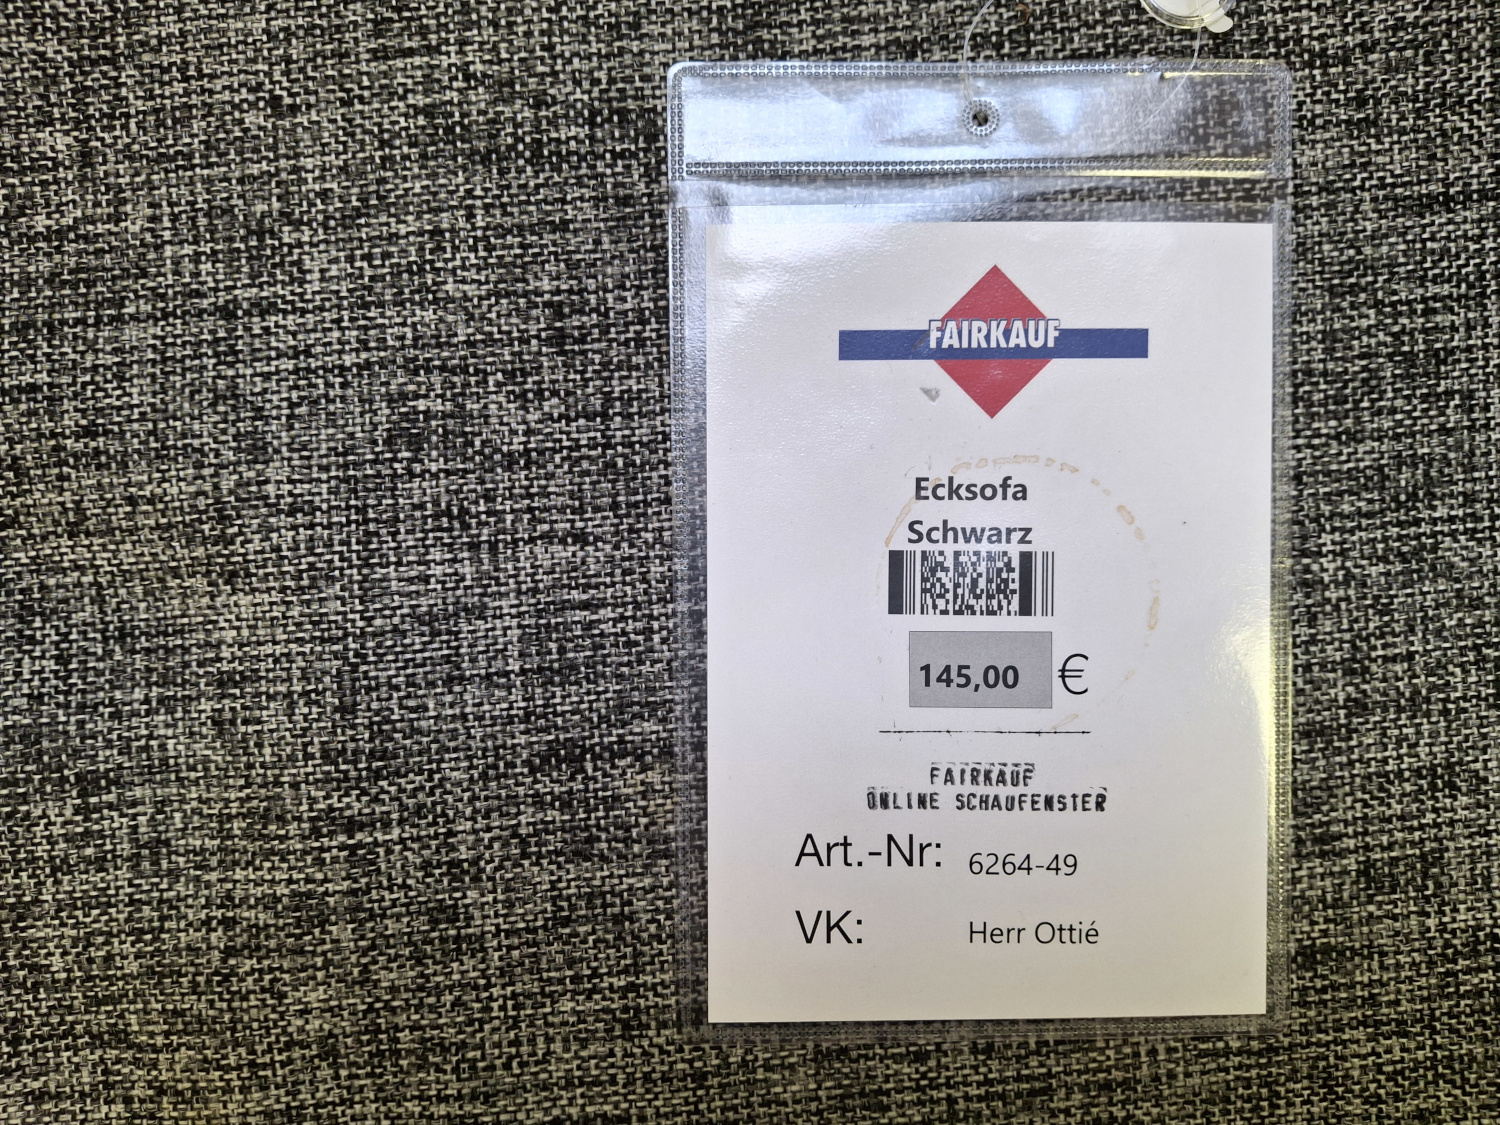 FAIRKAUF
Ecksofa
Schwarz
145,00 €
FAIRKAUF
ONLINE SCHAUFENSTER
Art.-Nr: 6264-49
VK: Herr Ottié